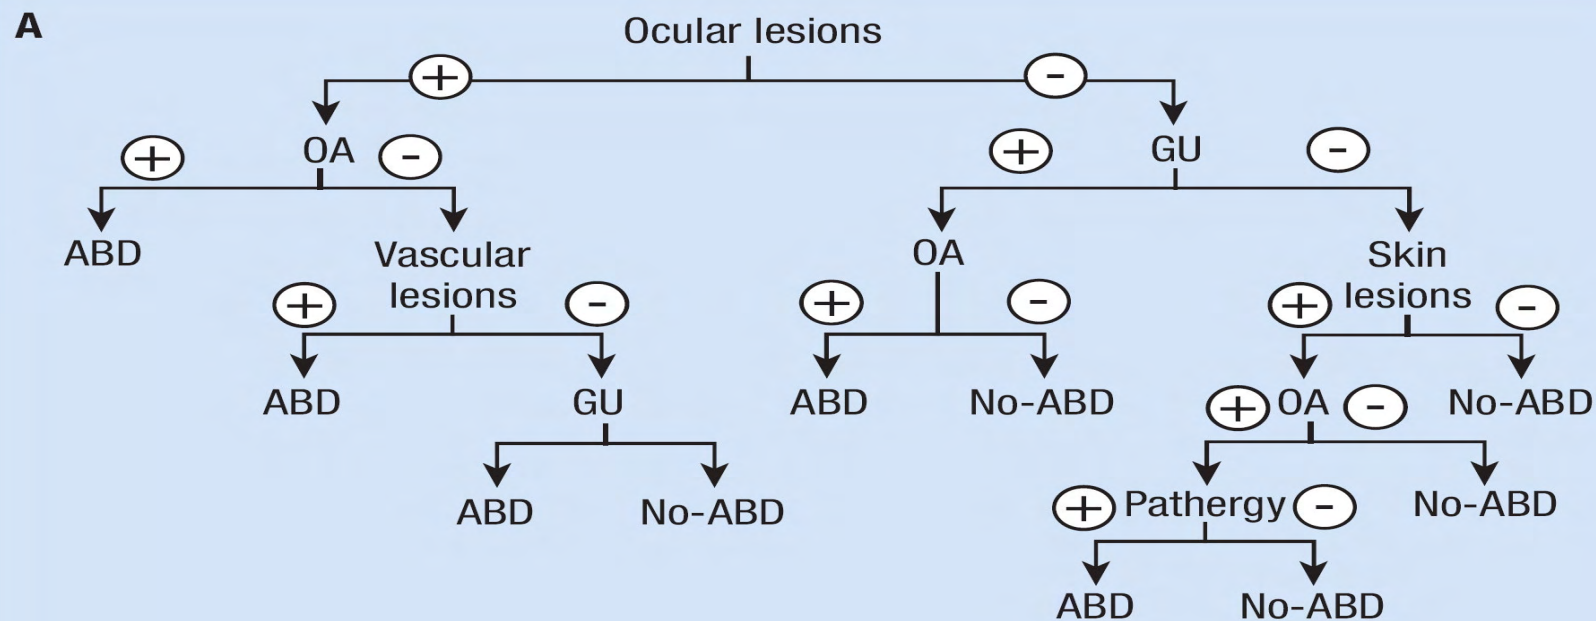 A
Ocular lesions
+ -
OA GU
+ - + -
ABD Vascular
lesions OA Skin
lesions
+ - + - + -
ABD GU ABD No-ABD OA No-ABD
+ -
ABD No-ABD Pathergy No-ABD
+ -
ABD No-ABD